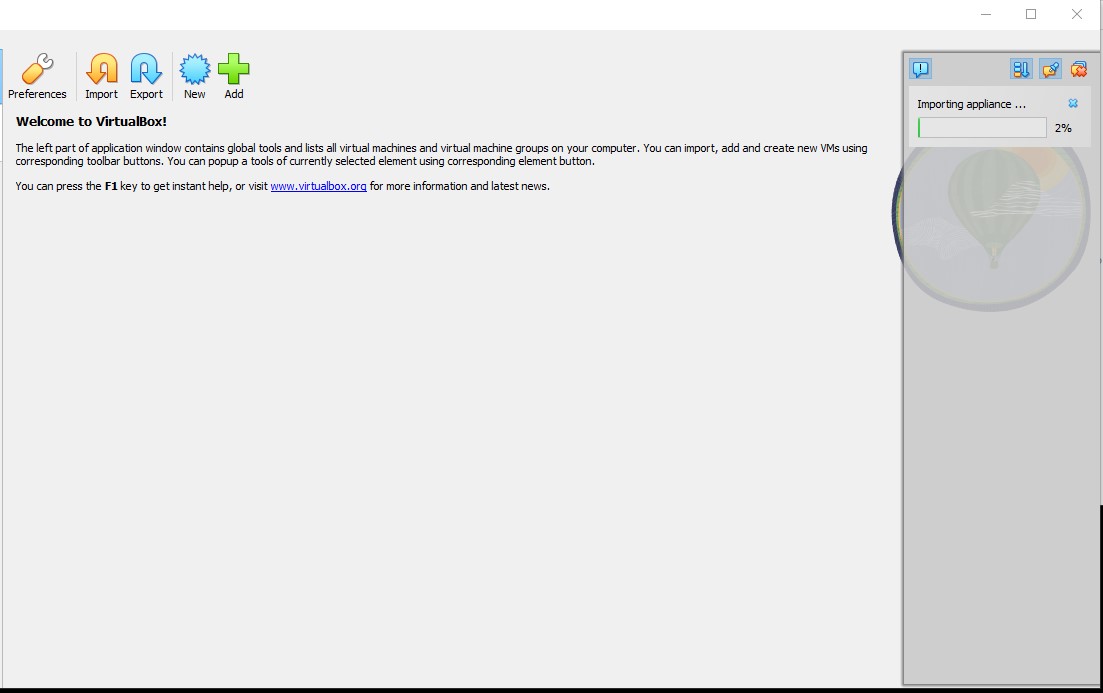 Preferences Import Export New Add
Welcome to VirtualBox!
The left part of application window contains global tools and lists all virtual machines and virtual machine groups on your computer. You can import, add and create new VMs using
corresponding toolbar buttons. You can popup a tools of currently selected element using corresponding element button.
You can press the F1 key to get instant help, or visit www.virtualbox.org for more information and latest news.
Importing appliance ...
2%